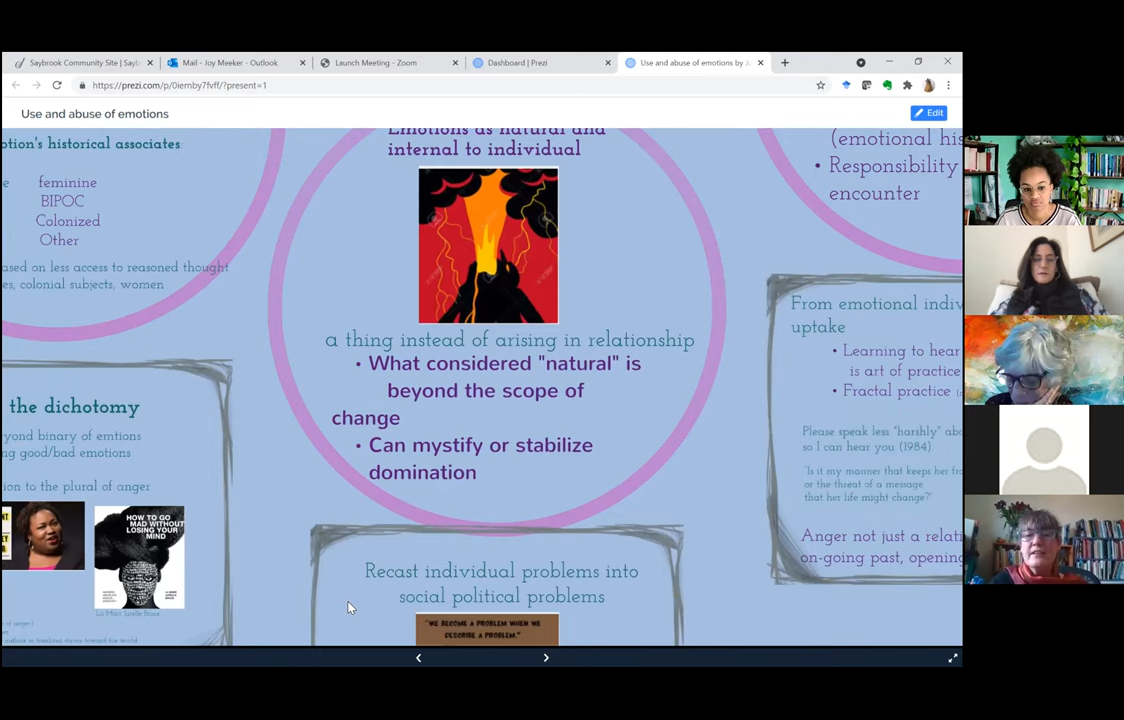 Saybrook Community Site | Sayb
Mail - Joy Meeker - Outlook
Launch Meeting - Zoom
Dashboard | Prezi
Use and abuse of emotions by
https://prezi.com/p/0iemby7fvff/?present=1
Use and abuse of emotions
Edit
otion's historical associates:
e feminine
BIPOC
Colonized
Other
ased on less access to reasoned thought
es, colonial subjects, women
Emotions as natural and
internal to individual
a thing instead of arising in relationship
• What considered "natural" is
beyond the scope of
change
• Can mystify or stabilize
domination
(emotional his
• Responsibility
encounter
the dichotomy
yond binary of emtions
ng good/bad emotions
ion to the plural of anger
HOW TO GO
MAD WITHOUT
LOSING YOUR
MIND
La Marr Jurelle Bruce
Recast individual problems into
social political problems
"WE BECOME A PROBLEM WHEN WE
DESCRIBE A PROBLEM."
From emotional indiv
uptake
• Learning to hear
is art of practice
• Fractal practice
Please speak less "harshly" abo
so I can hear you (1984).
"Is it my manner that keeps her fro
or the threat of a message
that her life might change?"
Anger not just a relati
on-going past, opening